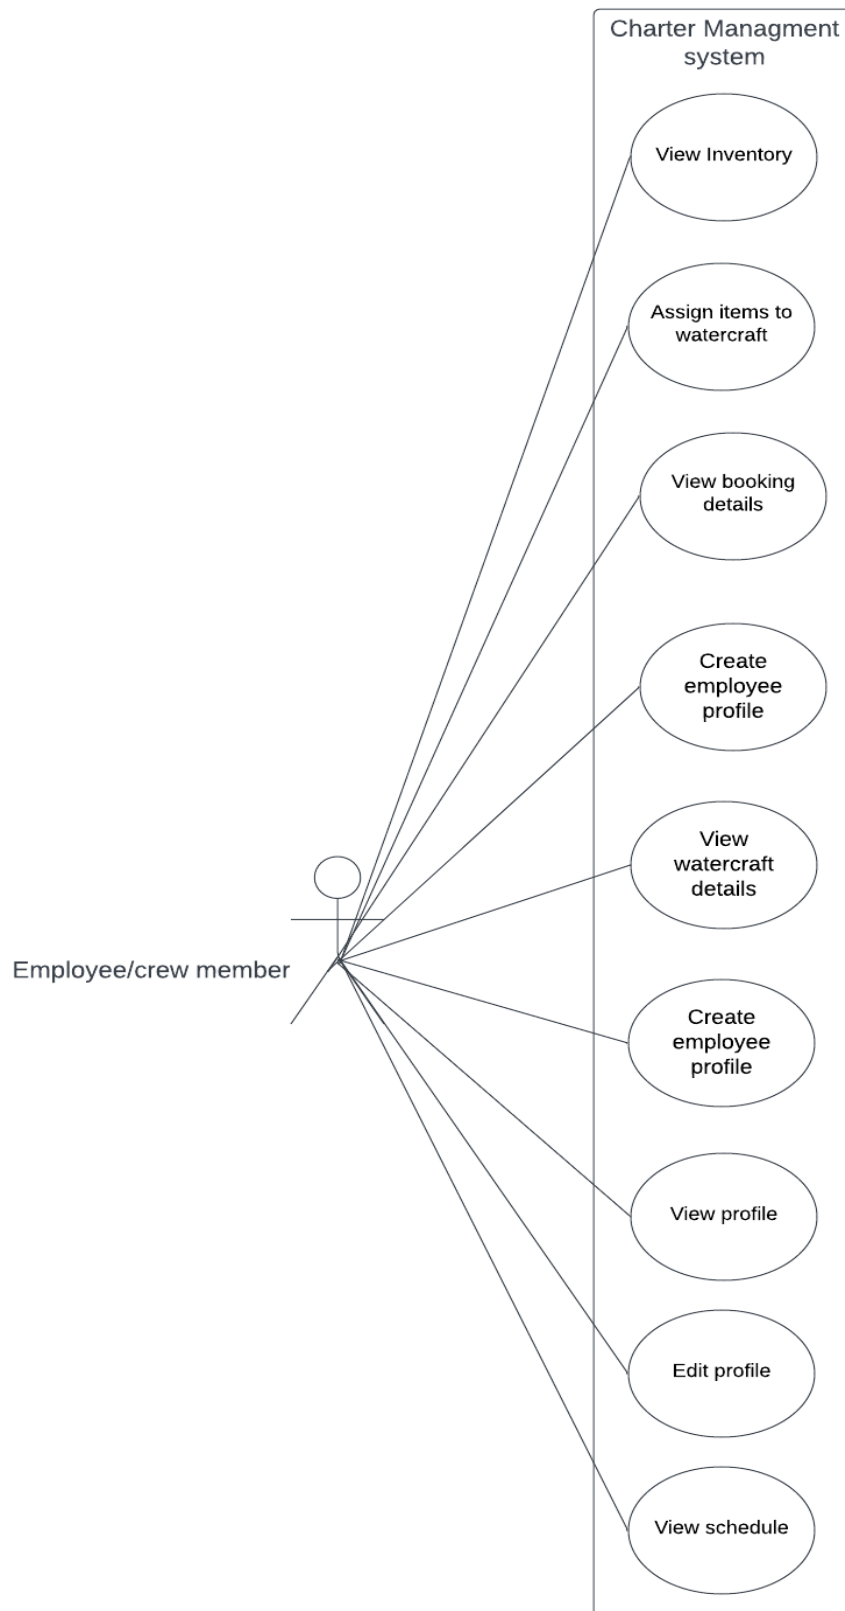 Charter Managment
system
View Inventory
Assign items to
watercraft
View booking
details
Create
employee
profile
View
watercraft
details
Employee/crew member
Create
employee
profile
View profile
Edit profile
View schedule